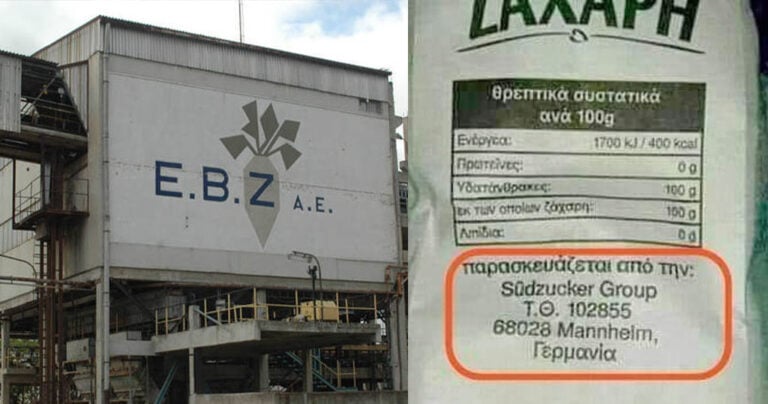 E.B.Z A.E.
ΖΑΧΑΡΗ
θρεπτικά συστατικά
ανά 100g
Ενέργεια: 1700 kJ / 400 kcal
Πρωτεΐνες: 0 g
Υδατάνθρακες: 100 g
εκ των οποίων ζάχαρη: 100 g
Λιπίδια: 0 g
παρασκευάζεται από την:
Südzucker Group
Τ.Θ. 102855
68028 Mannheim,
Γερμανία